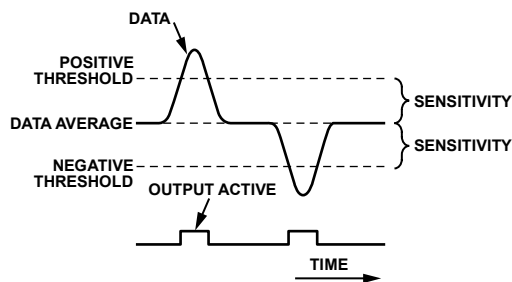 DATA
POSITIVE
THRESHOLD
SENSITIVITY
DATA AVERAGE
SENSITIVITY
NEGATIVE
THRESHOLD
OUTPUT ACTIVE
TIME